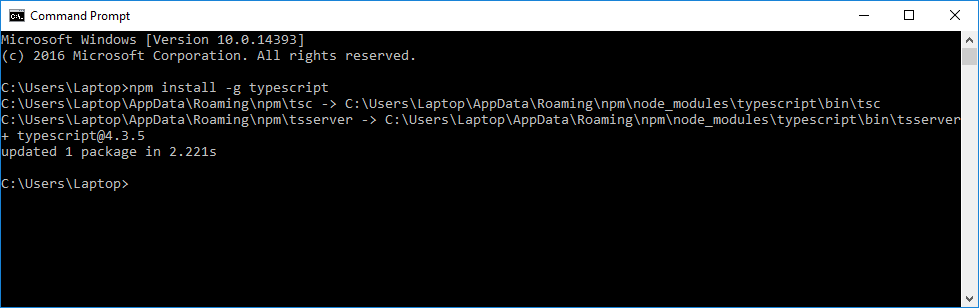 Command Prompt
Microsoft Windows [Version 10.0.14393]
(c) 2016 Microsoft Corporation. All rights reserved.
C:\Users\Laptop>npm install -g typescript
C:\Users\Laptop\AppData\Roaming\npm\tsc -> C:\Users\Laptop\AppData\Roaming\npm\node_modules\typescript\bin\tsc
C:\Users\Laptop\AppData\Roaming\npm\tsserver -> C:\Users\Laptop\AppData\Roaming\npm\node_modules\typescript\bin\tsserver
+ typescript@4.3.5
updated 1 package in 2.221s
C:\Users\Laptop>